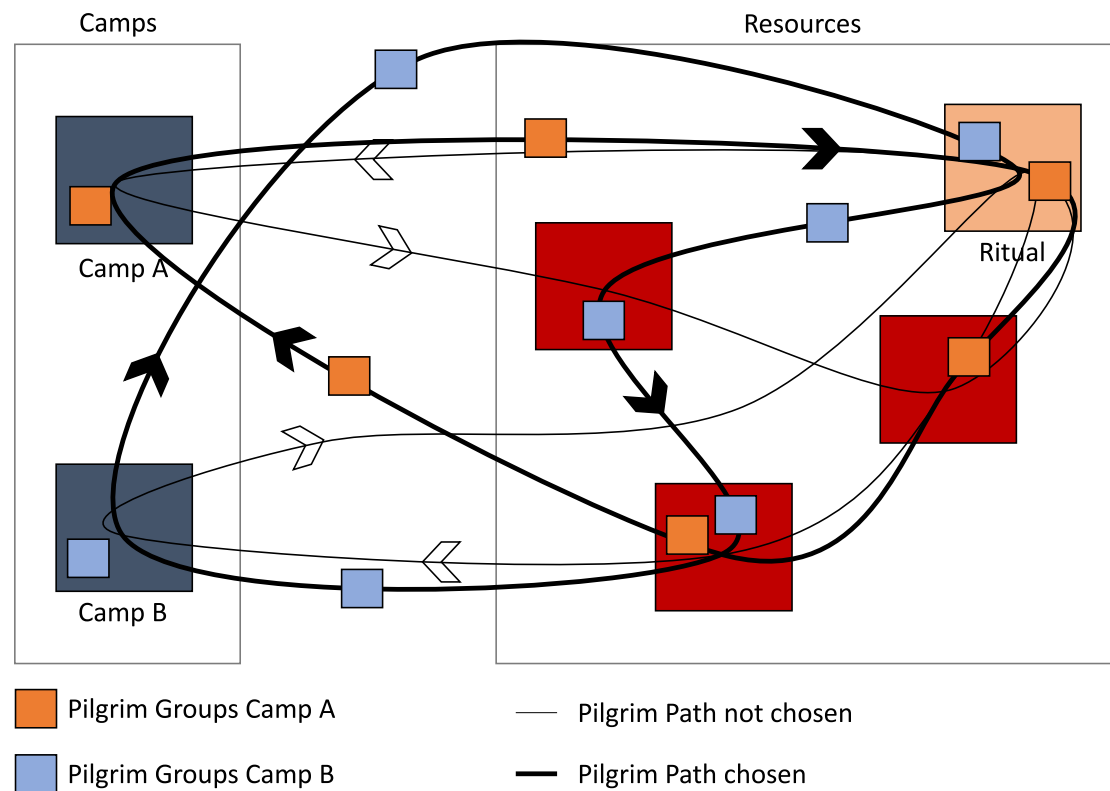 Camps
Resources
Camp A
Ritual
Camp B
Pilgrim Groups Camp A
Pilgrim Path not chosen
Pilgrim Groups Camp B
Pilgrim Path chosen